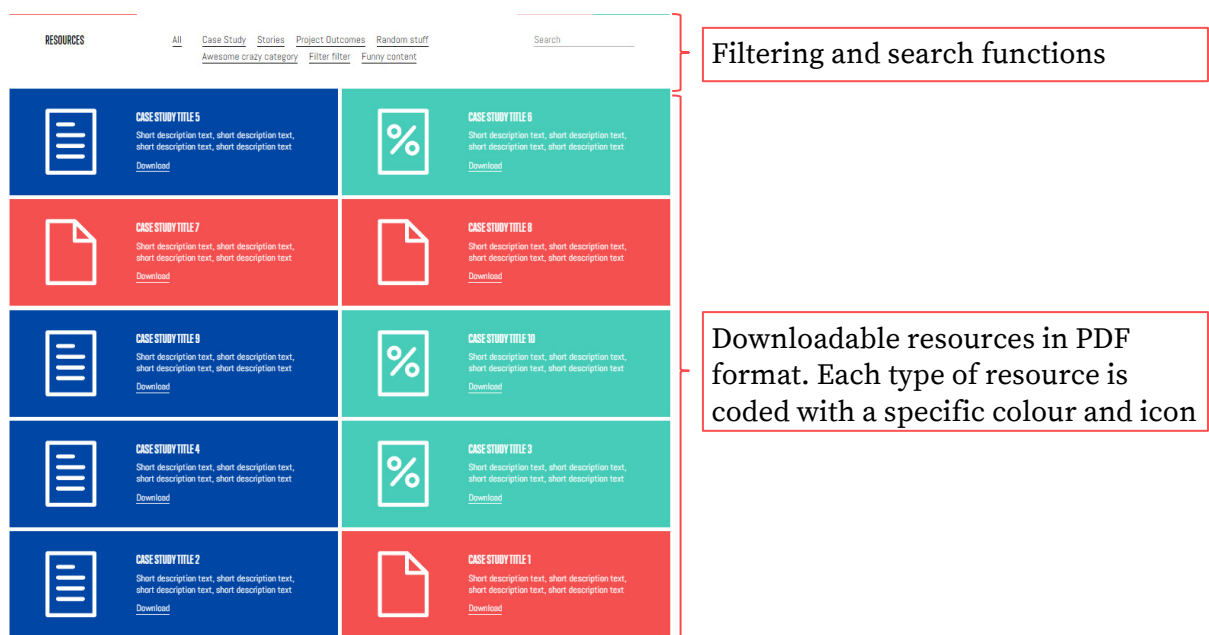 RESOURCES
All Case Study Stories Project Outcomes Random stuff
Awesome crazy category Filter filter Funny content
Search
Filtering and search functions
CASE STUDY TITLE 5
Short description text, short description text,
short description text, short description text
Download
CASE STUDY TITLE 6
Short description text, short description text,
short description text, short description text
Download
CASE STUDY TITLE 7
Short description text, short description text,
short description text, short description text
Download
CASE STUDY TITLE 8
Short description text, short description text,
short description text, short description text
Download
CASE STUDY TITLE 9
Short description text, short description text,
short description text, short description text
Download
CASE STUDY TITLE 10
Short description text, short description text,
short description text, short description text
Download
Downloadable resources in PDF
format. Each type of resource is
coded with a specific colour and icon
CASE STUDY TITLE 4
Short description text, short description text,
short description text, short description text
Download
CASE STUDY TITLE 3
Short description text, short description text,
short description text, short description text
Download
CASE STUDY TITLE 2
Short description text, short description text,
short description text, short description text
Download
CASE STUDY TITLE 1
Short description text, short description text,
short description text, short description text
Download